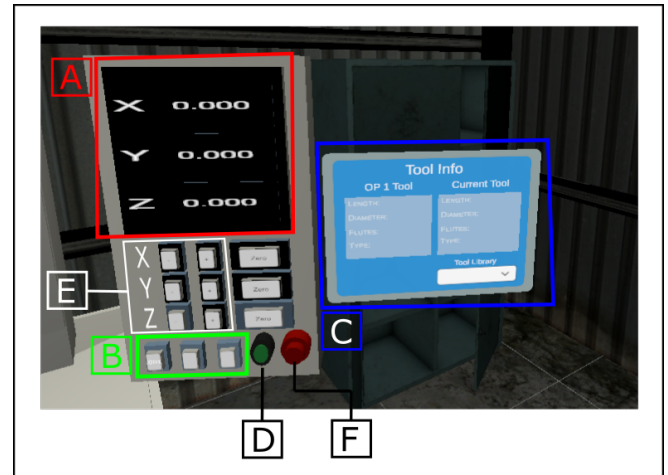 A
X 0.000
Y 0.000
Z 0.000
Tool Info
OP 1 Tool
Current Tool
LENGTH:
DIAMETER:
FLUTES:
TYPE:
LENGTH:
DIAMETER:
FLUTES:
TYPE:
Tool Library
X
Y
Z
Zero
Zero
Zero
E
B
C
D
F